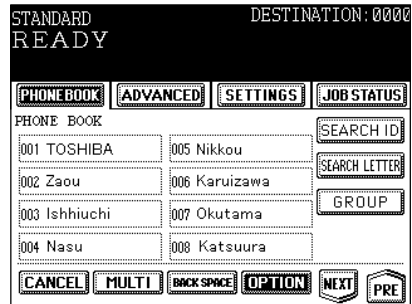 STANDARD DESTINATION:0000
READY
PHONE BOOK ADVANCED SETTINGS JOB STATUS
PHONE BOOK
SEARCH ID
001 TOSHIBA 005 Nikkou
SEARCH LETTER
002 Zaou 006 Karuizawa
GROUP
003 Ishhiuchi 007 Okutama
004 Nasu 008 Katsuura
CANCEL MULTI BACK SPACE OPTION NEXT PRE